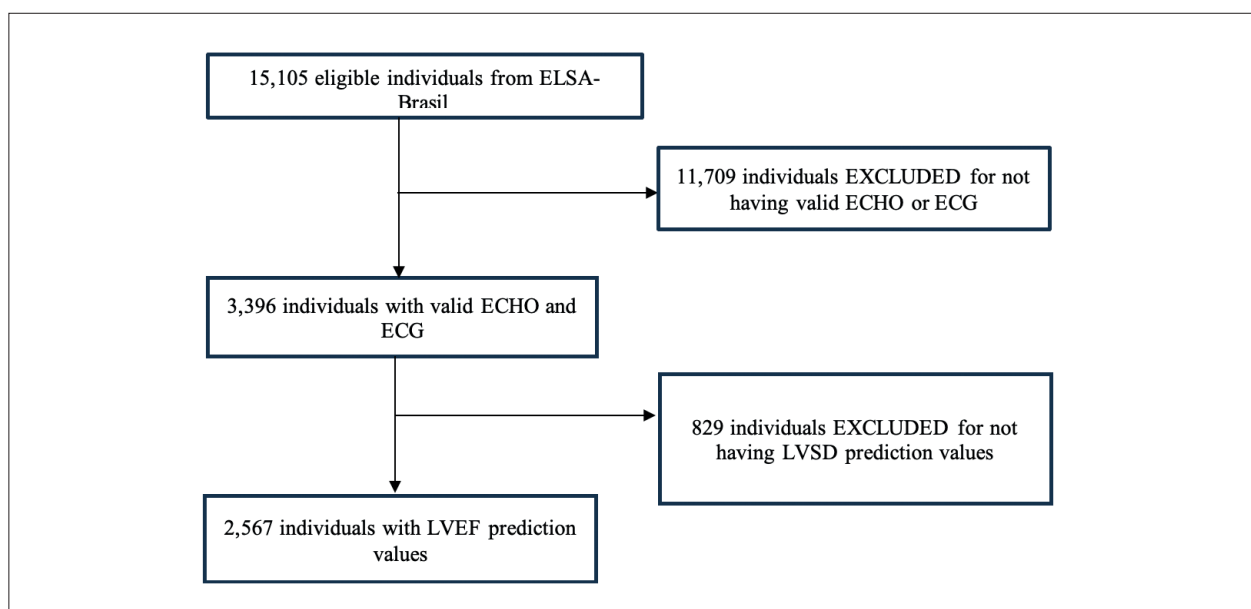 15,105 eligible individuals from ELSA-
Brasil
11,709 individuals EXCLUDED for not
having valid ECHO or ECG
3,396 individuals with valid ECHO and
ECG
829 individuals EXCLUDED for not
having LVSD prediction values
2,567 individuals with LVEF prediction
values